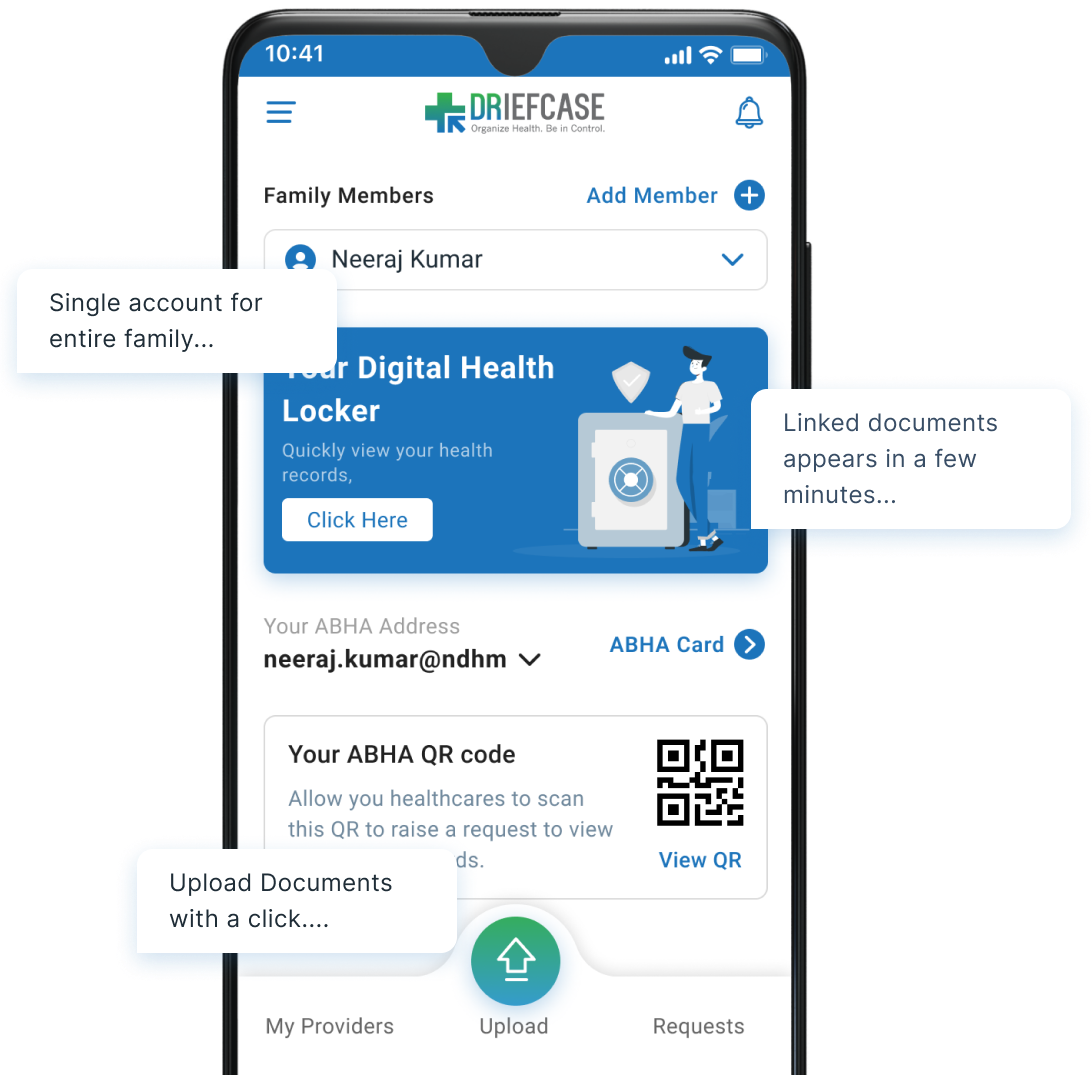 10:41
DRIEFCASE
Organize Health. Be in Control.
Family Members
Add Member
Neeraj Kumar
Single account for
entire family...
Digital Health
Locker
Quickly view your health
records,
Click Here
Linked documents
appears in a few
minutes...
Your ABHA Address
neeraj.kumar@ndhm
ABHA Card
Your ABHA QR code
Allow you healthcares to scan
this QR to raise a request to view
View QR
Upload Documents
with a click....
My Providers
Upload
Requests